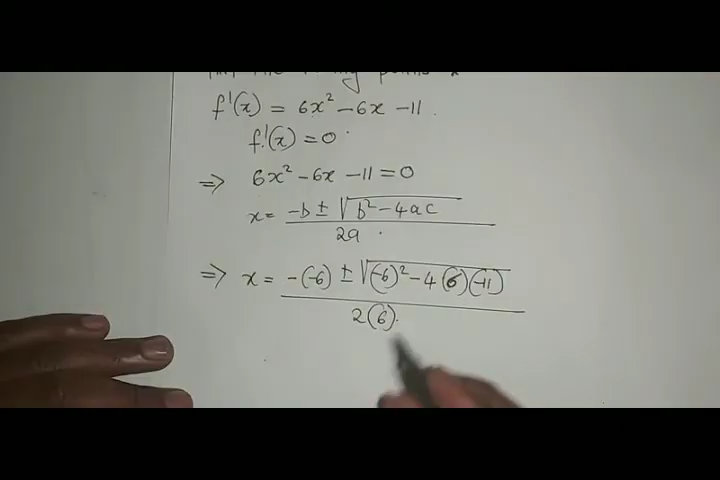 points
f'(x) = 6x² - 6x - 11.
f'(x) = 0
⇒ 6x² - 6x - 11 = 0
x = -b ± √b² - 4ac
2a
⇒ x = -(-6) ± √(-6)² - 4(6)(-11)
2(6)